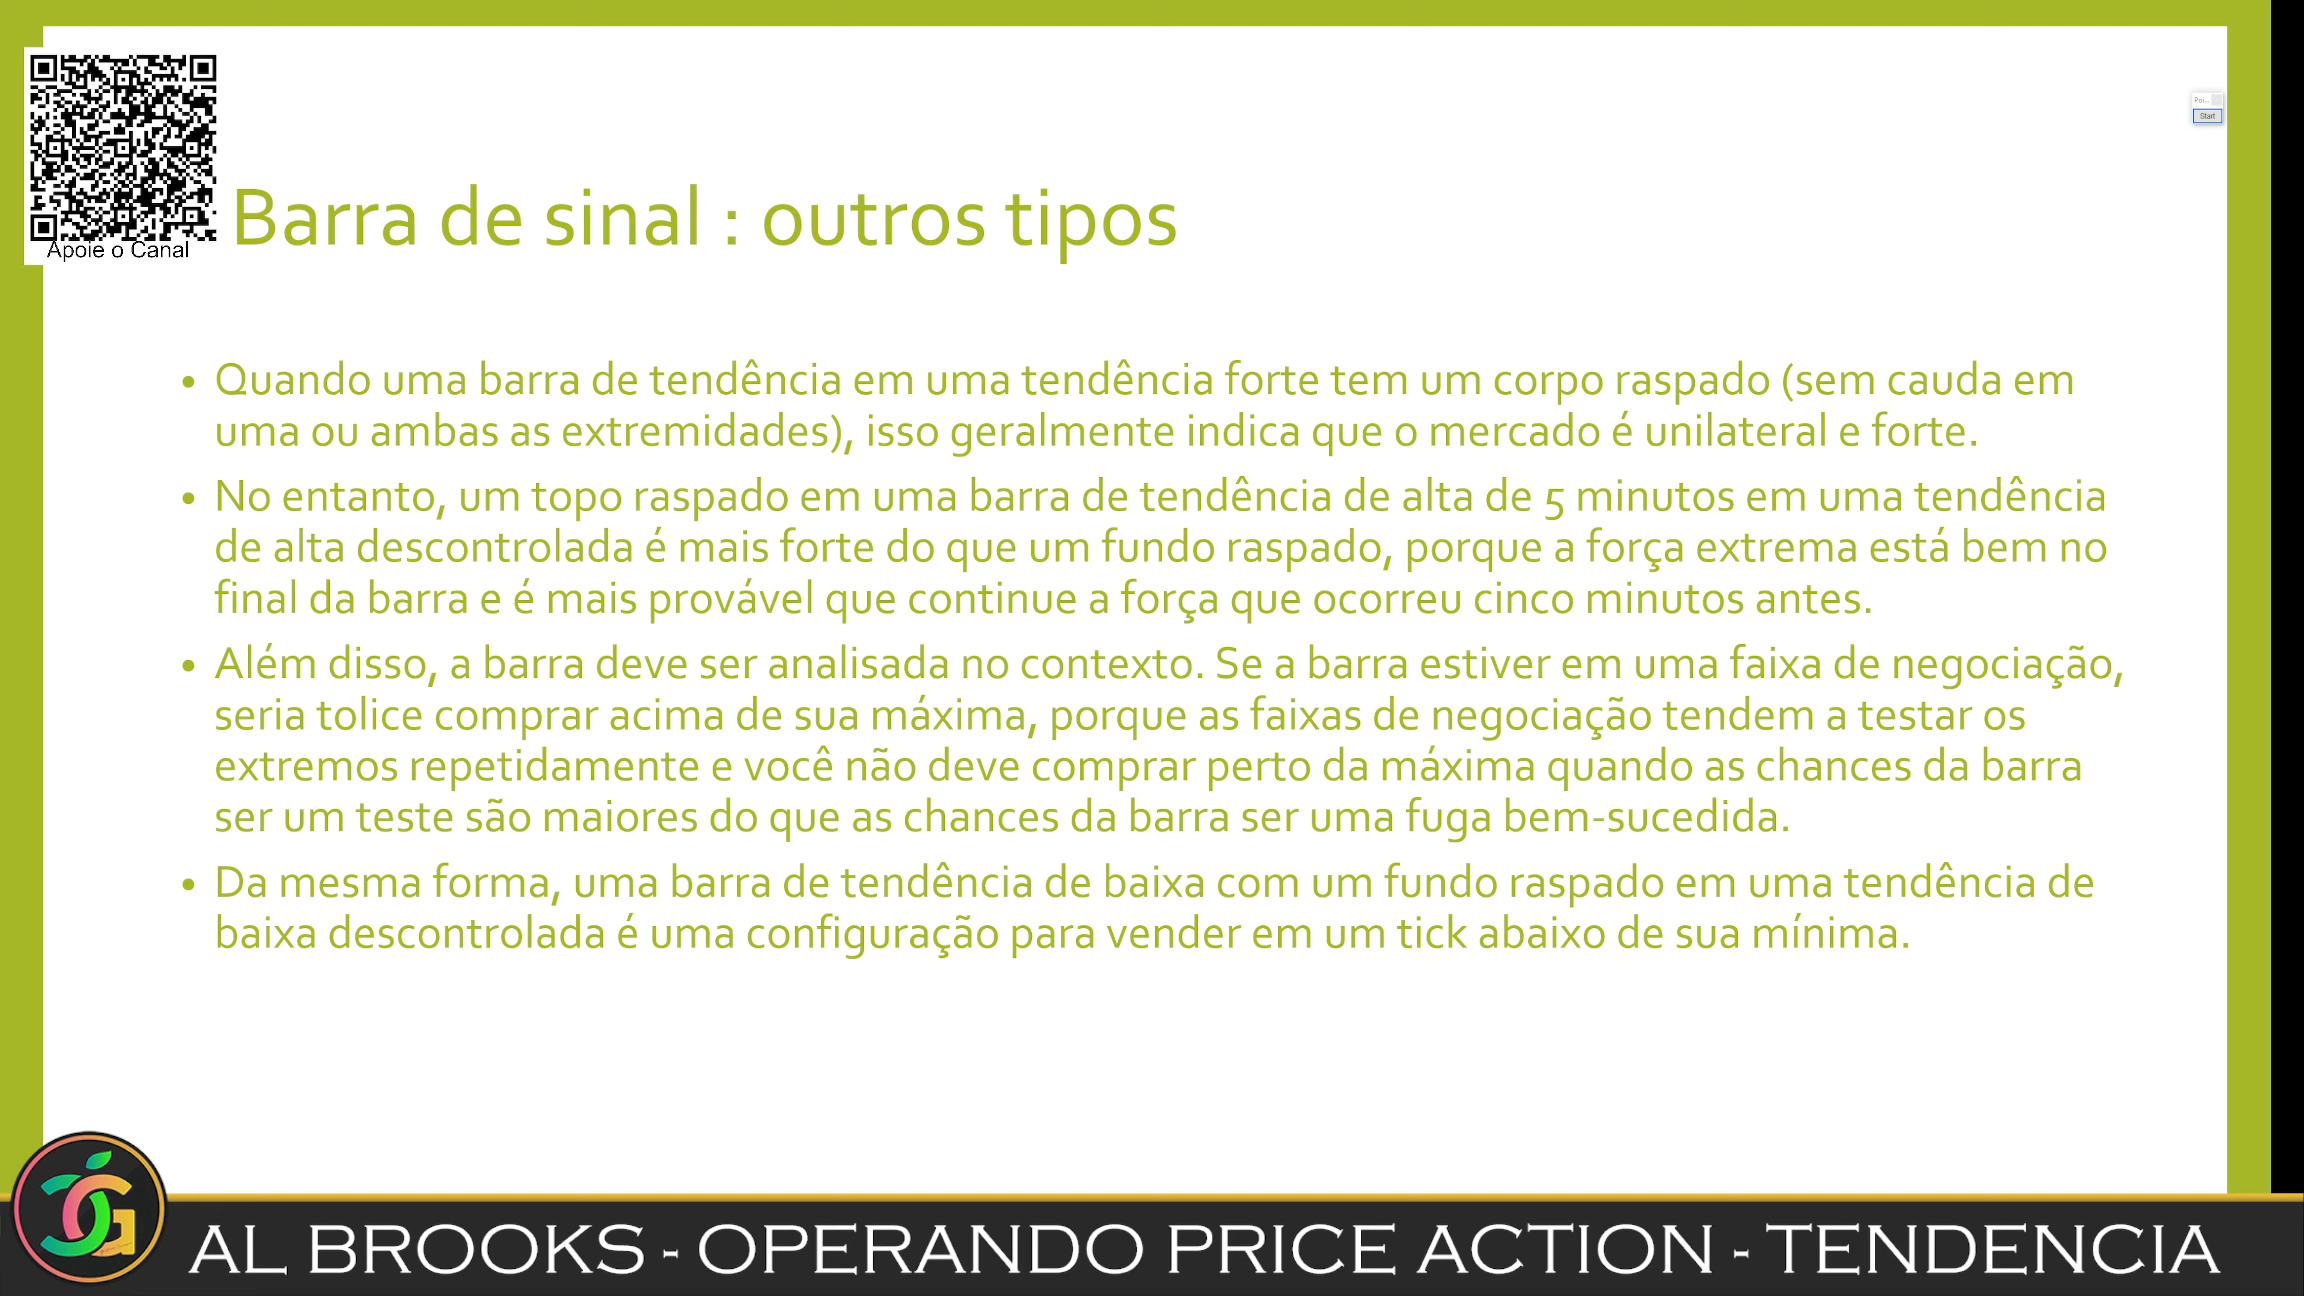 Apoie o Canal
Poi...
Start
Barra de sinal : outros tipos
• Quando uma barra de tendência em uma tendência forte tem um corpo raspado (sem cauda em
uma ou ambas as extremidades), isso geralmente indica que o mercado é unilateral e forte.
• No entanto, um topo raspado em uma barra de tendência de alta de 5 minutos em uma tendência
de alta descontrolada é mais forte do que um fundo raspado, porque a força extrema está bem no
final da barra e é mais provável que continue a força que ocorreu cinco minutos antes.
• Além disso, a barra deve ser analisada no contexto. Se a barra estiver em uma faixa de negociação,
seria tolice comprar acima de sua máxima, porque as faixas de negociação tendem a testar os
extremos repetidamente e você não deve comprar perto da máxima quando as chances da barra
ser um teste são maiores do que as chances da barra ser uma fuga bem-sucedida.
• Da mesma forma, uma barra de tendência de baixa com um fundo raspado em uma tendência de
baixa descontrolada é uma configuração para vender em um tick abaixo de sua mínima.
AL BROOKS - OPERANDO PRICE ACTION - TENDENCIA